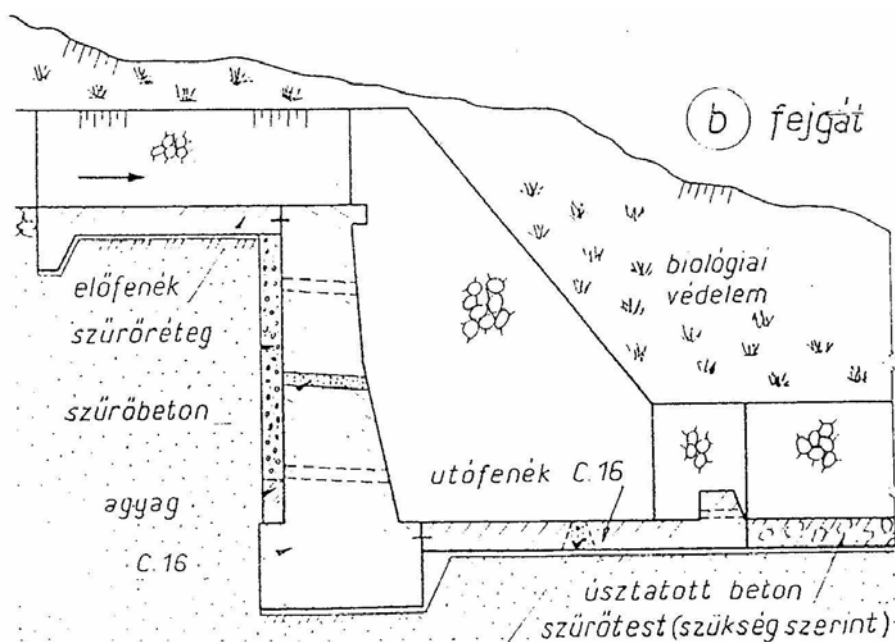 b fejgát
biológiai
védelem
előfenék
szűrőréteg
szűrőbeton
agyag
C.16
utófenék C.16
úsztatott beton
szűrőtest (szükség szerint)